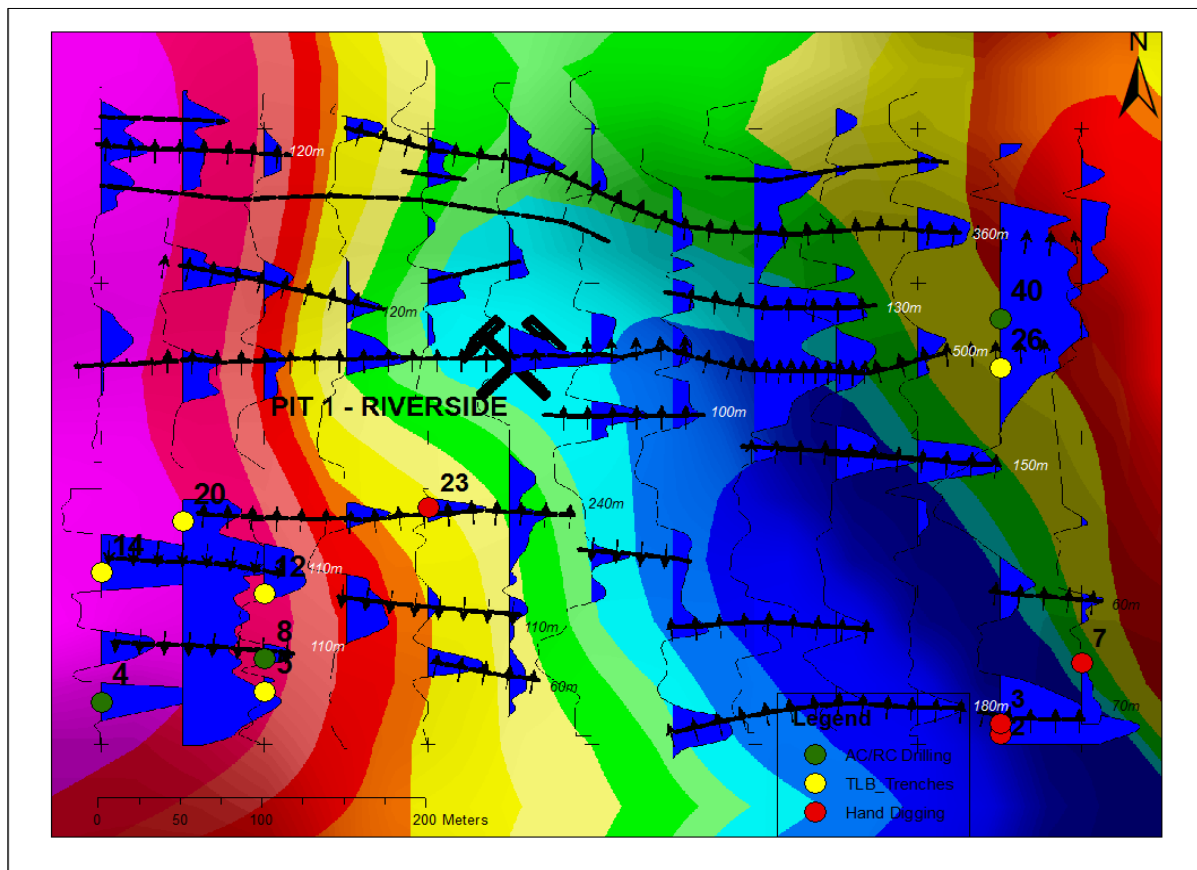 N
120m
360m
40
120m
130m
26
500m
PIT 1 - RIVERSIDE
100m
150m
23
20
240m
14
12
110m
60m
8
110m
110m
7
4
60m
3
180m
70m
2
Legend
AC/RC Drilling
TLB_Trenches
Hand Digging
0 50 100 200 Meters